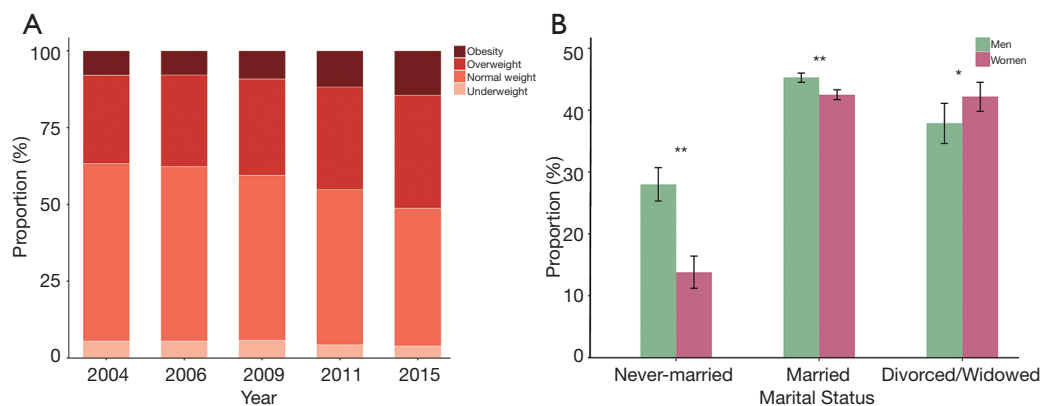 A
100
75
50
25
0
Proportion (%)
2004 2006 2009 2011 2015
Year
Obesity
Overweight
Normal weight
Underweight
B
50
40
30
20
10
0
Proportion (%)
Men
Women
**
**
*
Never-married Married Divorced/Widowed
Marital Status